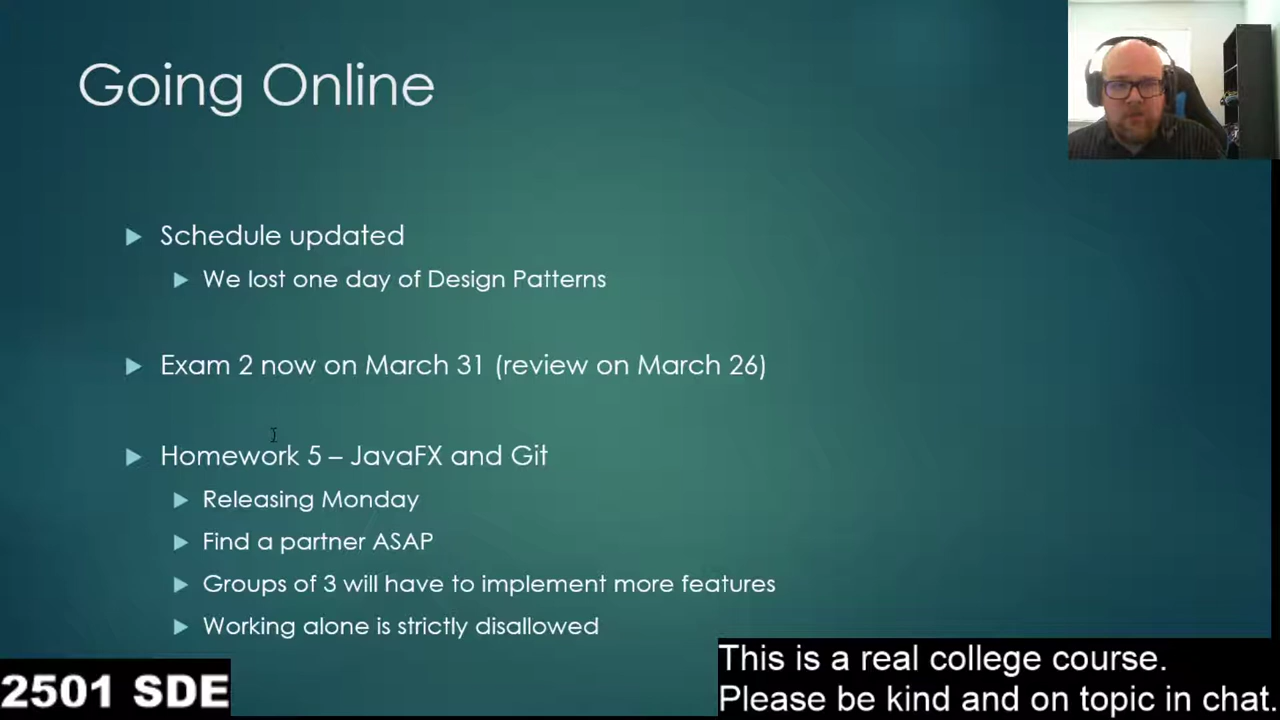 Going Online
Schedule updated
We lost one day of Design Patterns
Exam 2 now on March 31 (review on March 26)
Homework 5 – JavaFX and Git
Releasing Monday
Find a partner ASAP
Groups of 3 will have to implement more features
Working alone is strictly disallowed
2501 SDE
This is a real college course.
Please be kind and on topic in chat.